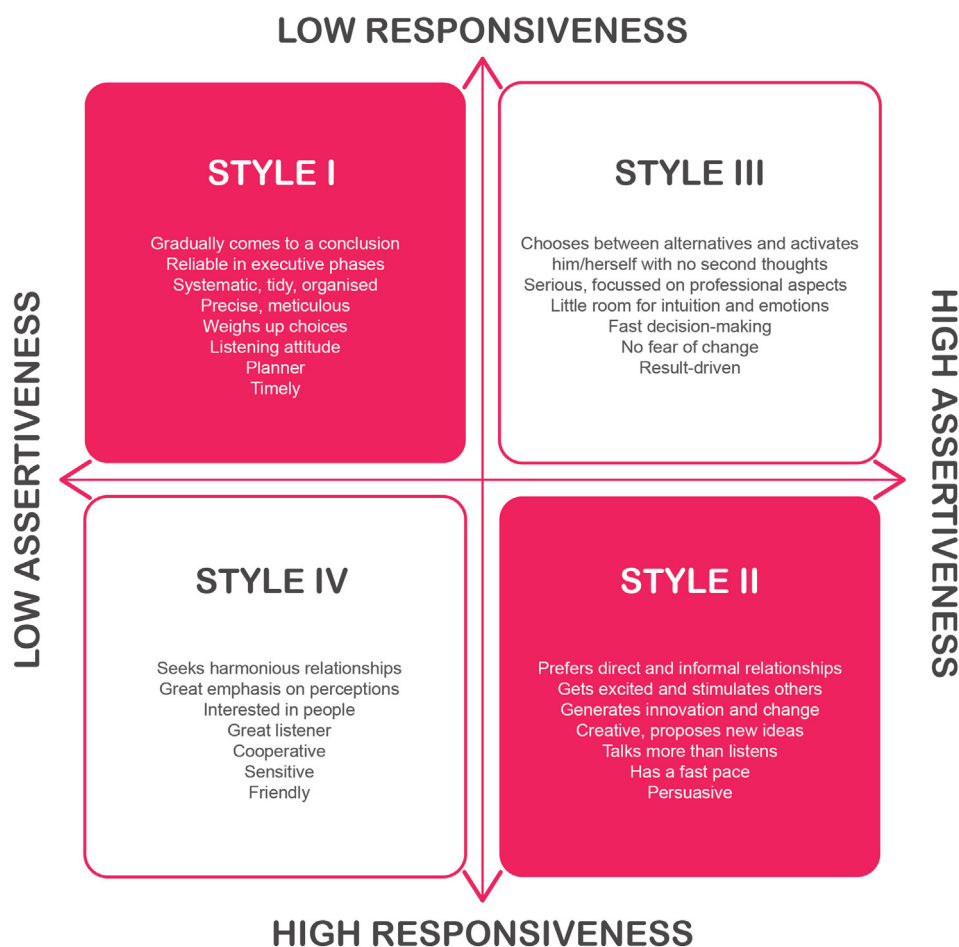 LOW RESPONSIVENESS
STYLE I
Gradually comes to a conclusion
Reliable in executive phases
Systematic, tidy, organised
Precise, meticulous
Weighs up choices
Listening attitude
Planner
Timely
STYLE III
Chooses between alternatives and activates
him/herself with no second thoughts
Serious, focussed on professional aspects
Little room for intuition and emotions
Fast decision-making
No fear of change
Result-driven
LOW ASSERTIVENESS
HIGH ASSERTIVENESS
STYLE IV
Seeks harmonious relationships
Great emphasis on perceptions
Interested in people
Great listener
Cooperative
Sensitive
Friendly
STYLE II
Prefers direct and informal relationships
Gets excited and stimulates others
Generates innovation and change
Creative, proposes new ideas
Talks more than listens
Has a fast pace
Persuasive
HIGH RESPONSIVENESS